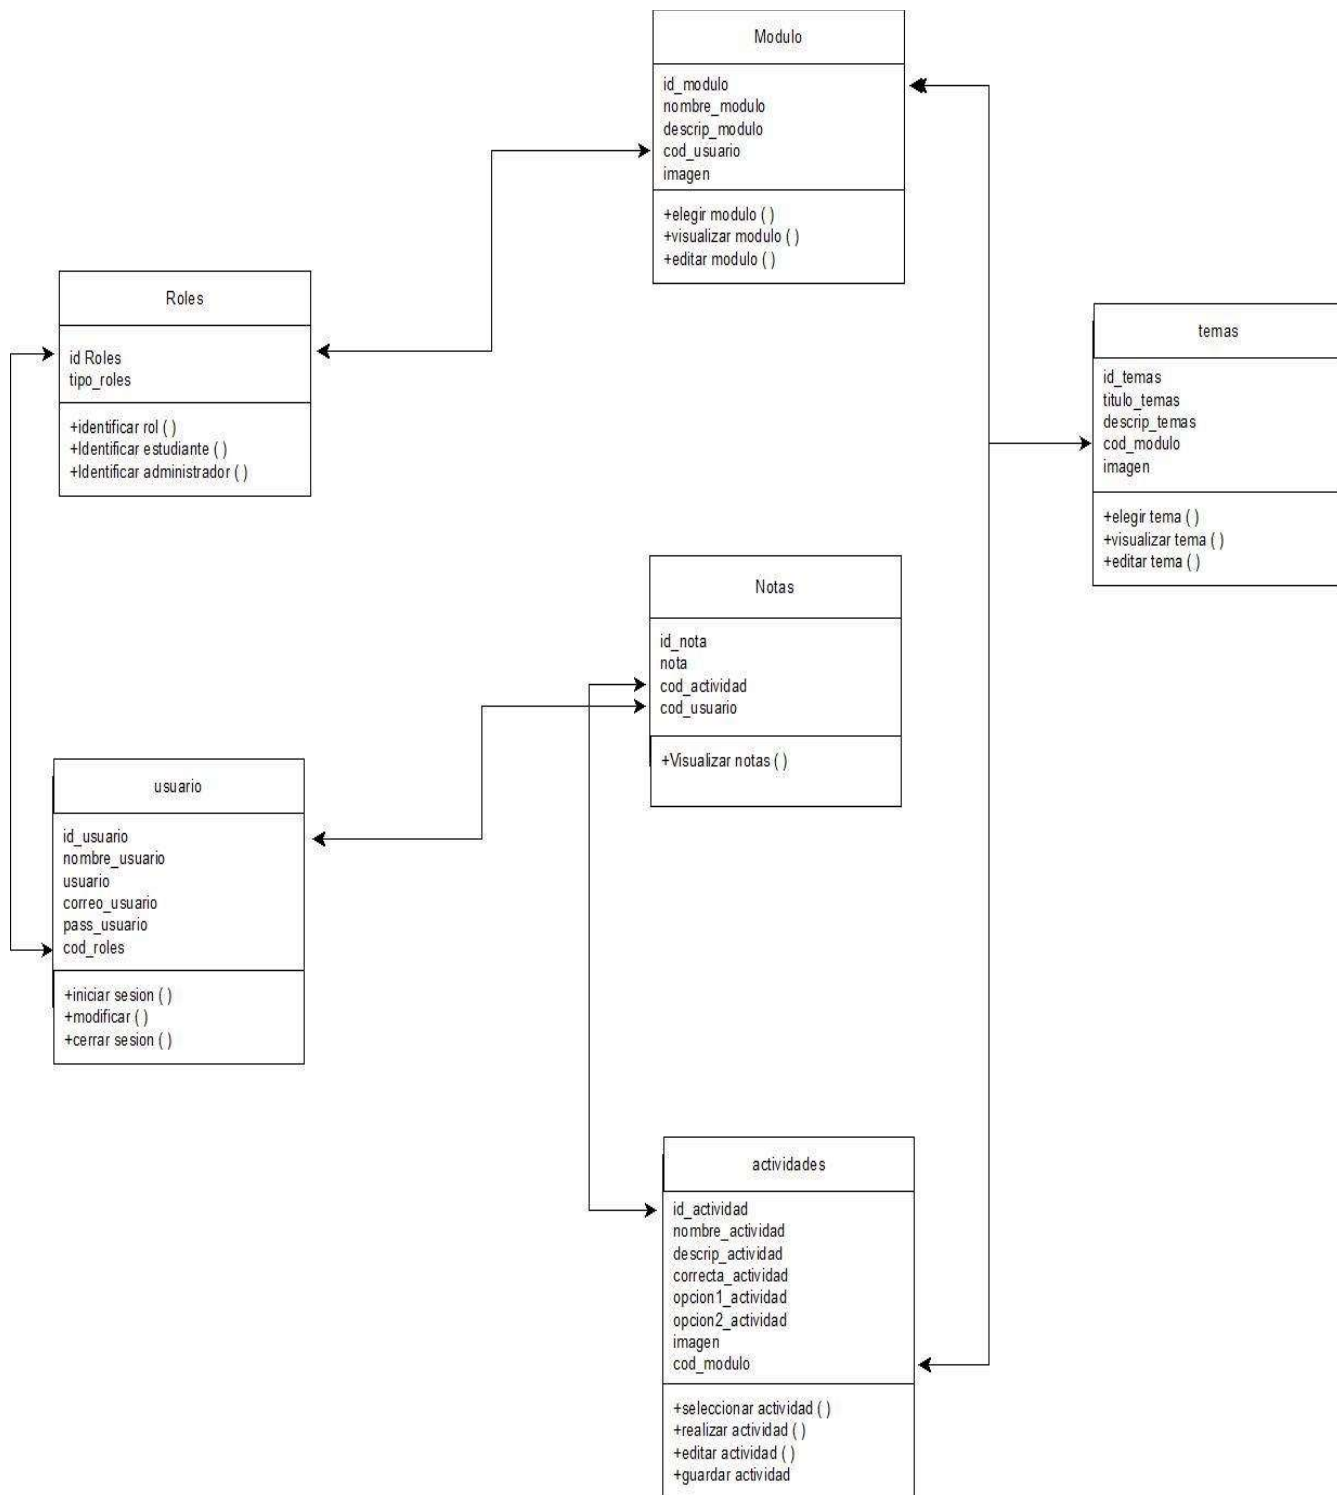 Modulo
id_modulo
nombre_modulo
descrip_modulo
cod_usuario
imagen
+elegir modulo ( )
+visualizar modulo ( )
+editar modulo ( )
Roles
id Roles
tipo_roles
+identificar rol ( )
+Identificar estudiante ( )
+Identificar administrador ( )
temas
id_temas
titulo_temas
descrip_temas
cod_modulo
imagen
+elegir tema ( )
+visualizar tema ( )
+editar tema ( )
Notas
id_nota
nota
cod_actividad
cod_usuario
+Visualizar notas ( )
usuario
id_usuario
nombre_usuario
usuario
correo_usuario
pass_usuario
cod_roles
+iniciar sesion ( )
+modificar ( )
+cerrar sesion ( )
actividades
id_actividad
nombre_actividad
descrip_actividad
correcta_actividad
opcion1_actividad
opcion2_actividad
imagen
cod_modulo
+seleccionar actividad ( )
+realizar actividad ( )
+editar actividad ( )
+guardar actividad